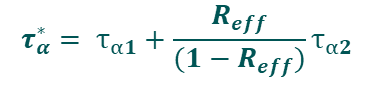 τ*α = τα1 + Reff / (1 − Reff) τα2